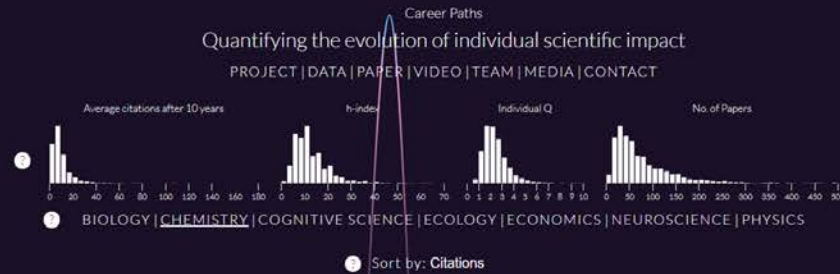 Career Paths
Quantifying the evolution of individual scientific impact
PROJECT | DATA | PAPER | VIDEO | TEAM | MEDIA | CONTACT
Average citations after 10 years h-index Individual Q No. of Papers
?
0 20 40 60 80 100 120 140 160 180 0 10 20 30 40 50 60 70 0 1 2 3 4 5 6 7 8 9 10 0 50 100 150 200 250 300 350 400 450
? BIOLOGY | CHEMISTRY | COGNITIVE SCIENCE | ECOLOGY | ECONOMICS | NEUROSCIENCE | PHYSICS
? Sort by: Citations